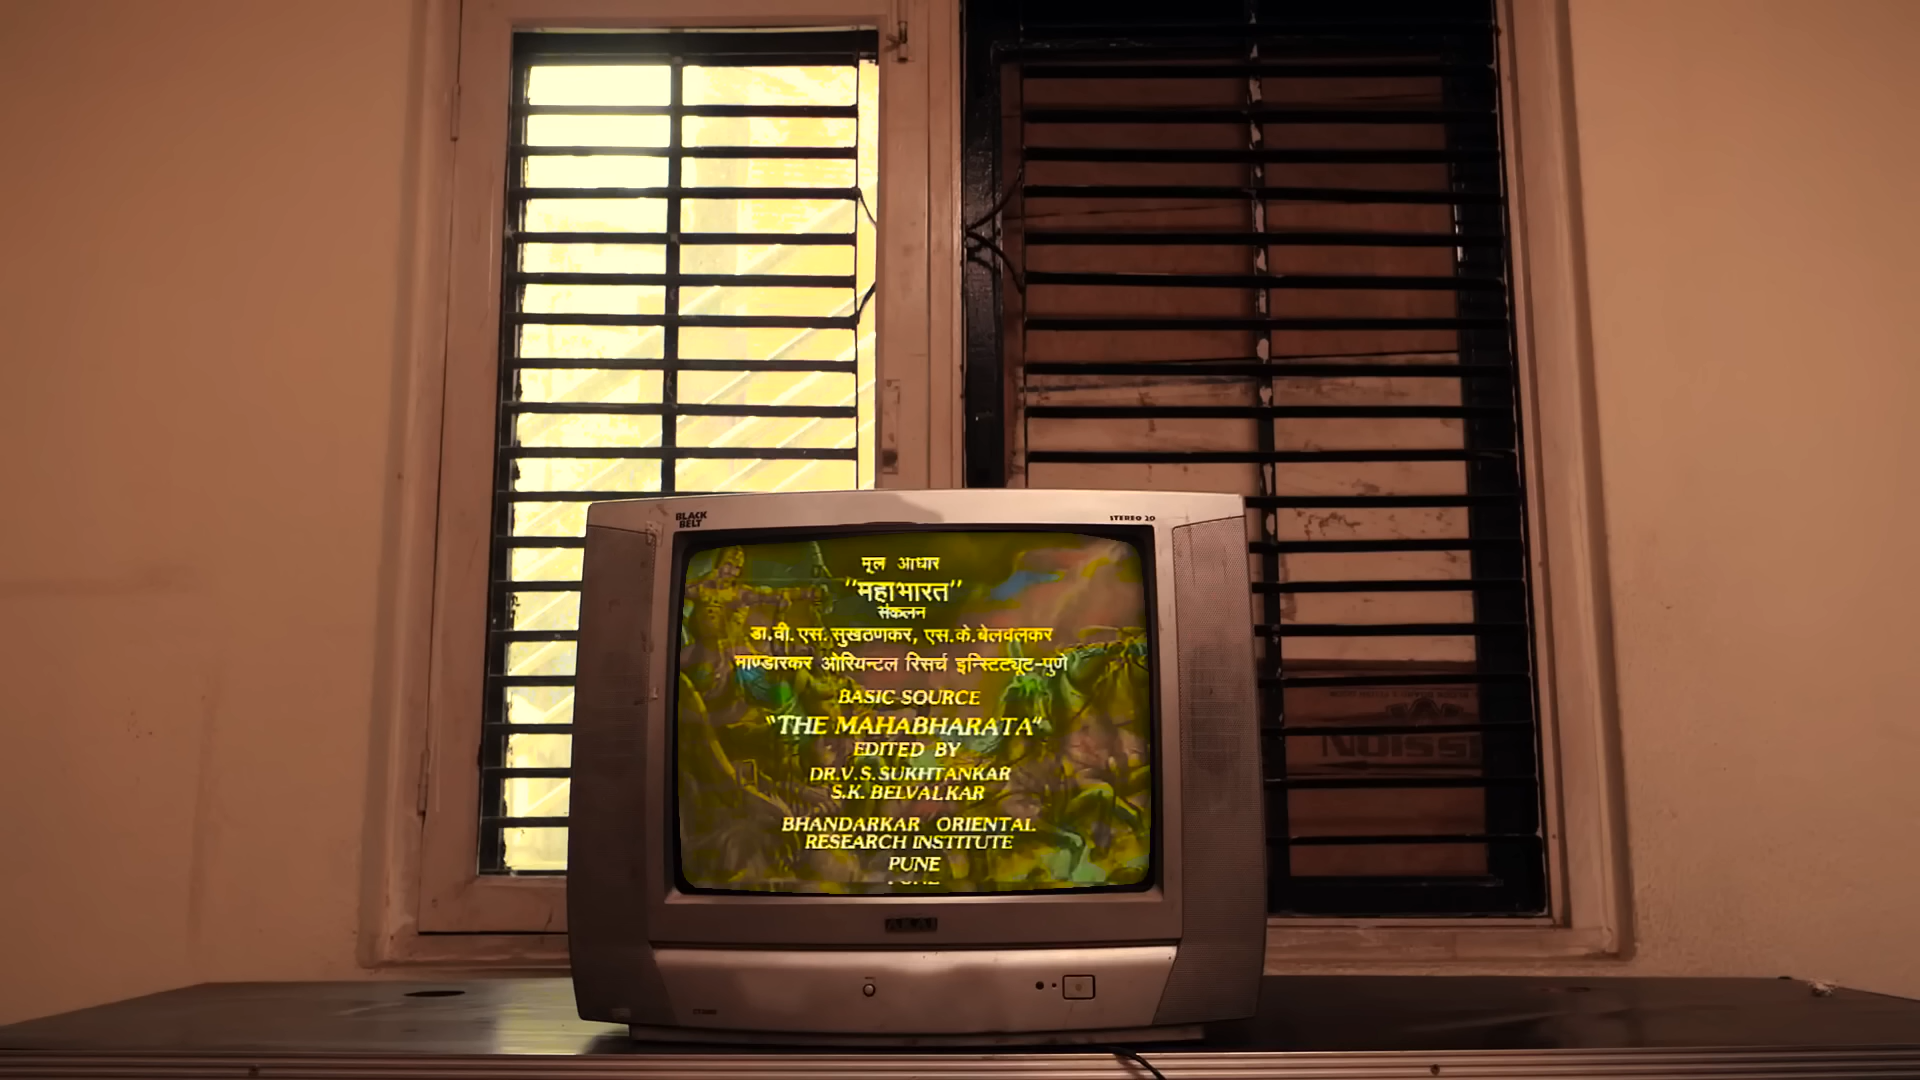 BLACK
BELT
STEREO 20
मूल आधार
"महाभारत"
संकलन
डा.वी.एस.सुखठणकर, एस.के.बेलवलकर
भाण्डारकर ओरियन्टल रिसर्च इन्स्टिट्यूट-पुणे
BASIC SOURCE
"THE MAHABHARATA"
EDITED BY
DR.V.S.SUKHTANKAR
S.K. BELVALKAR
BHANDARKAR ORIENTAL
RESEARCH INSTITUTE
PUNE
AKAI